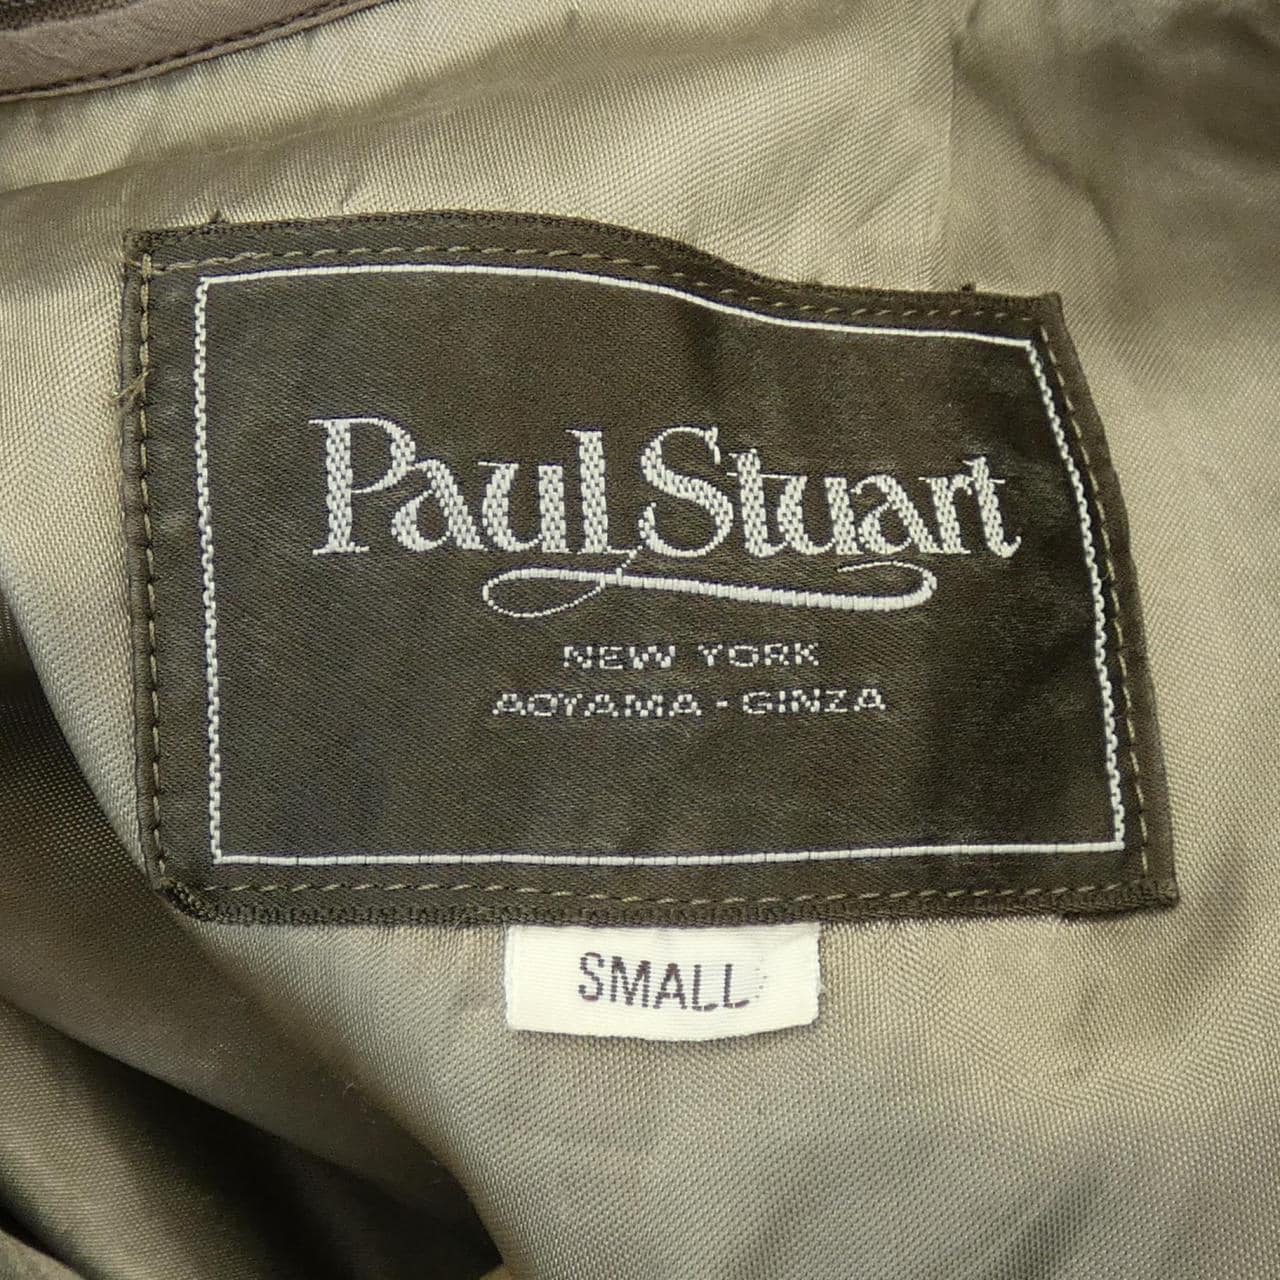 Paul Stuart
NEW YORK
AOYAMA · GINZA
SMALL